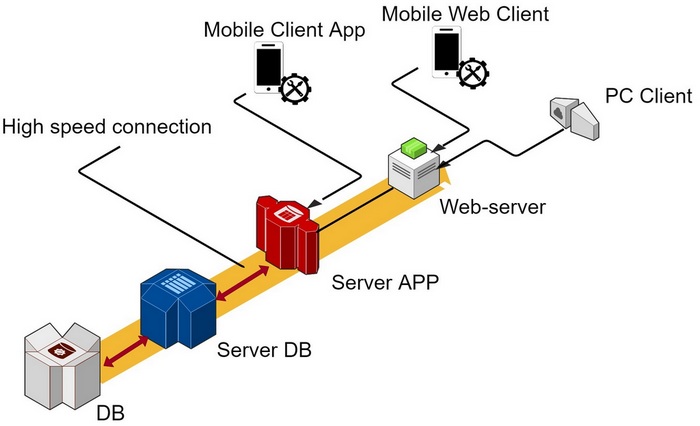 Mobile Web Client
Mobile Client App
PC Client
High speed connection
Web-server
Server APP
Server DB
DB